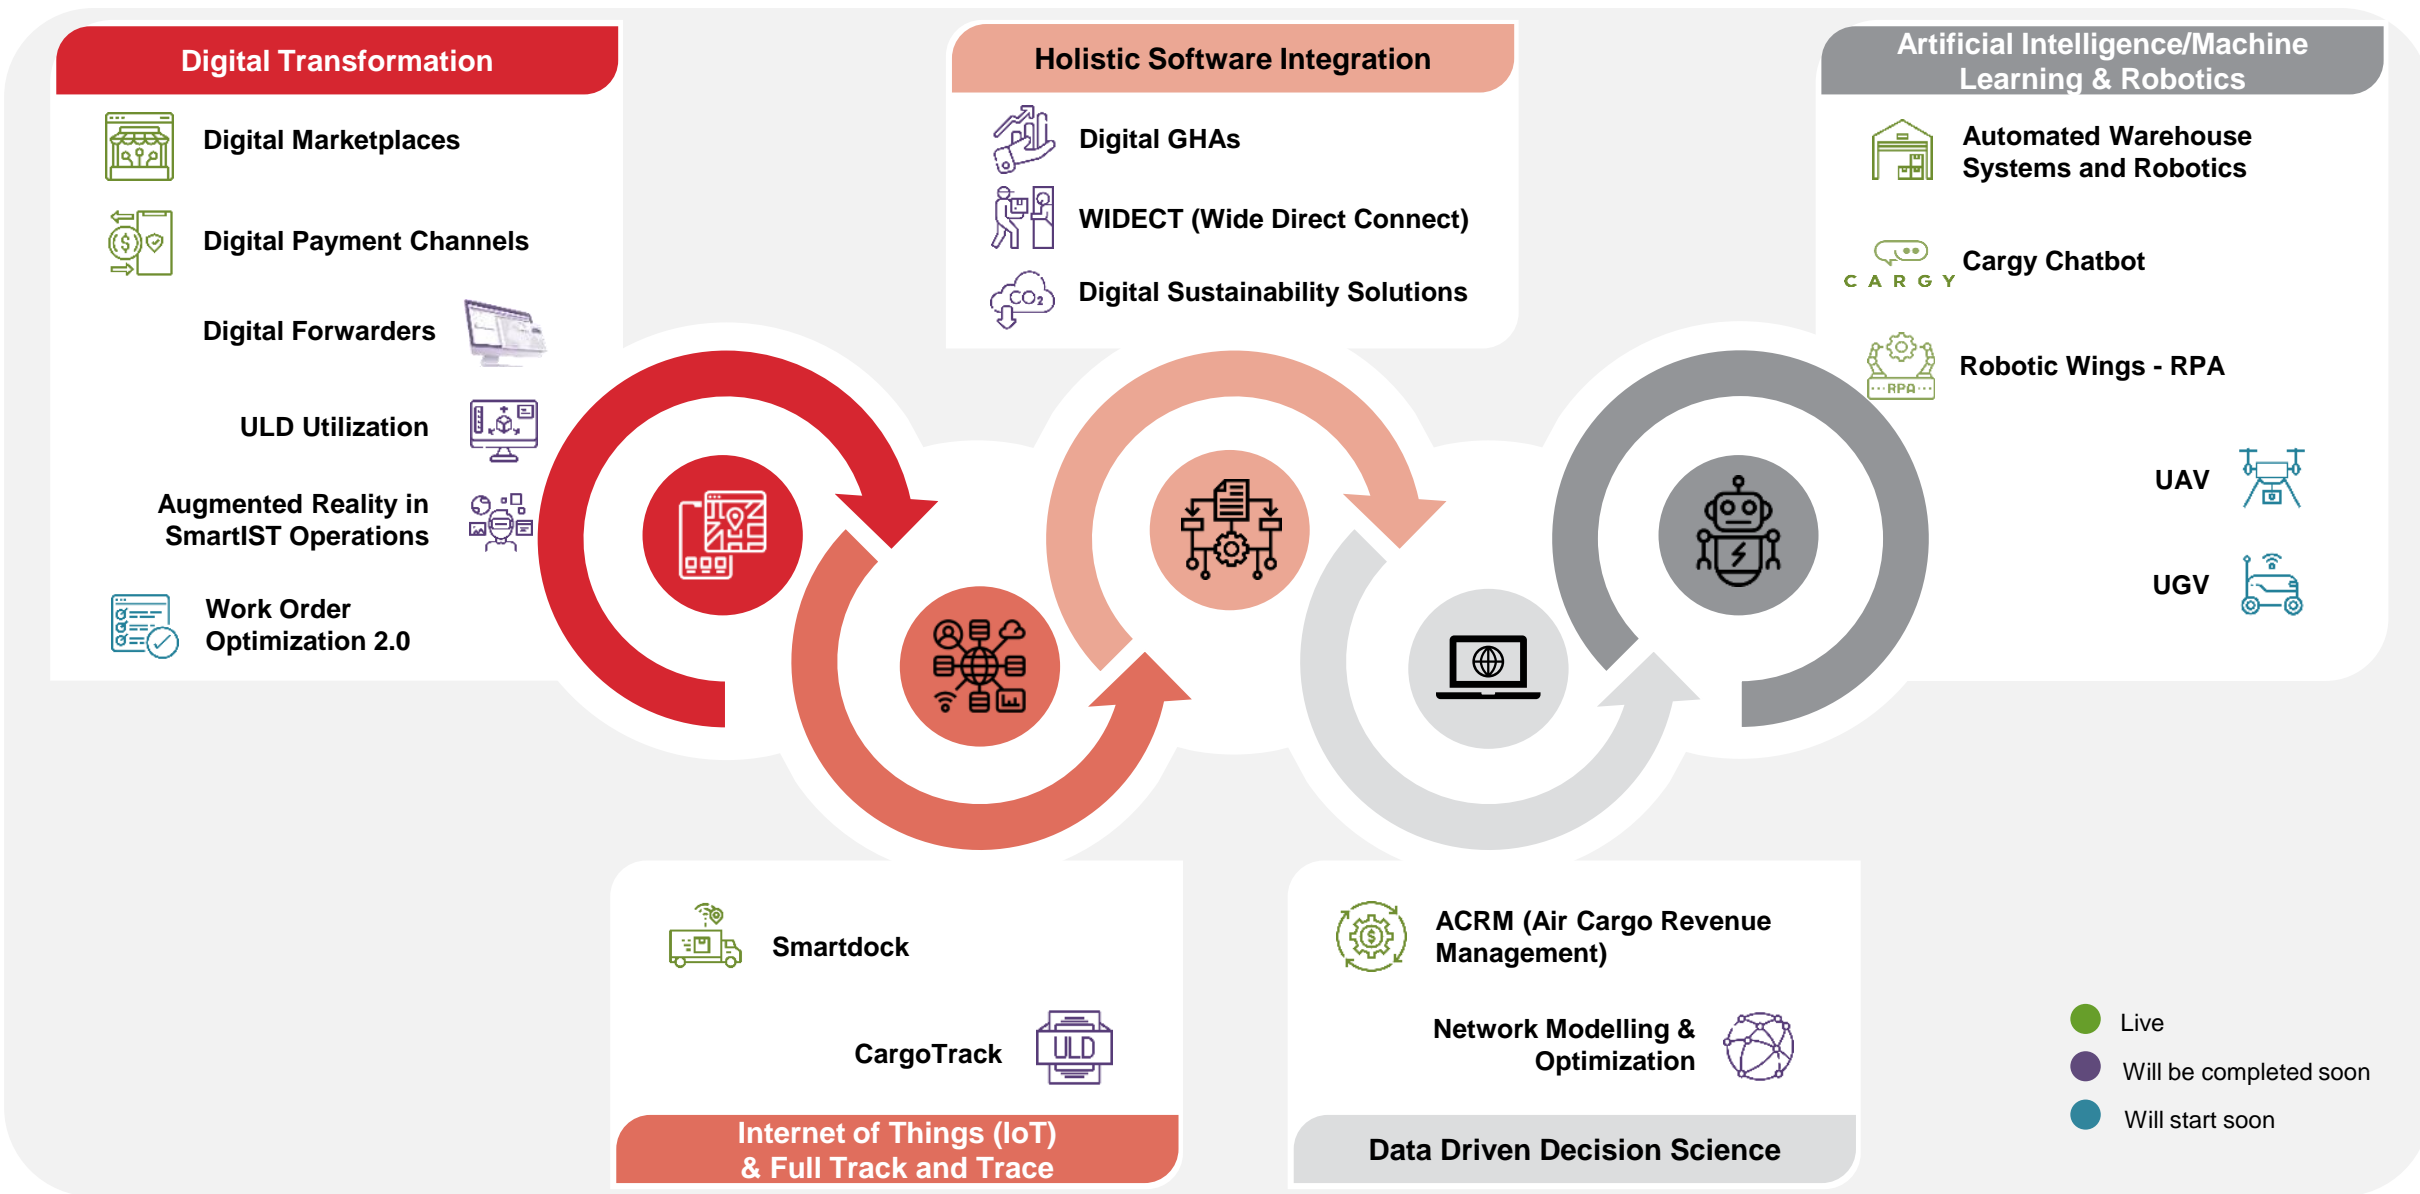 Digital Transformation
Digital Marketplaces
Digital Payment Channels
Digital Forwarders
ULD Utilization
Augmented Reality in
SmartIST Operations
Work Order
Optimization 2.0
Holistic Software Integration
Digital GHAs
WIDECT (Wide Direct Connect)
CO2
Digital Sustainability Solutions
Artificial Intelligence/Machine
Learning & Robotics
Automated Warehouse
Systems and Robotics
CARGY
Cargy Chatbot
RPA
Robotic Wings - RPA
UAV
UGV
Smartdock
CargoTrack
ULD
Internet of Things (IoT)
& Full Track and Trace
ACRM (Air Cargo Revenue
Management)
Network Modelling &
Optimization
Data Driven Decision Science
Live
Will be completed soon
Will start soon